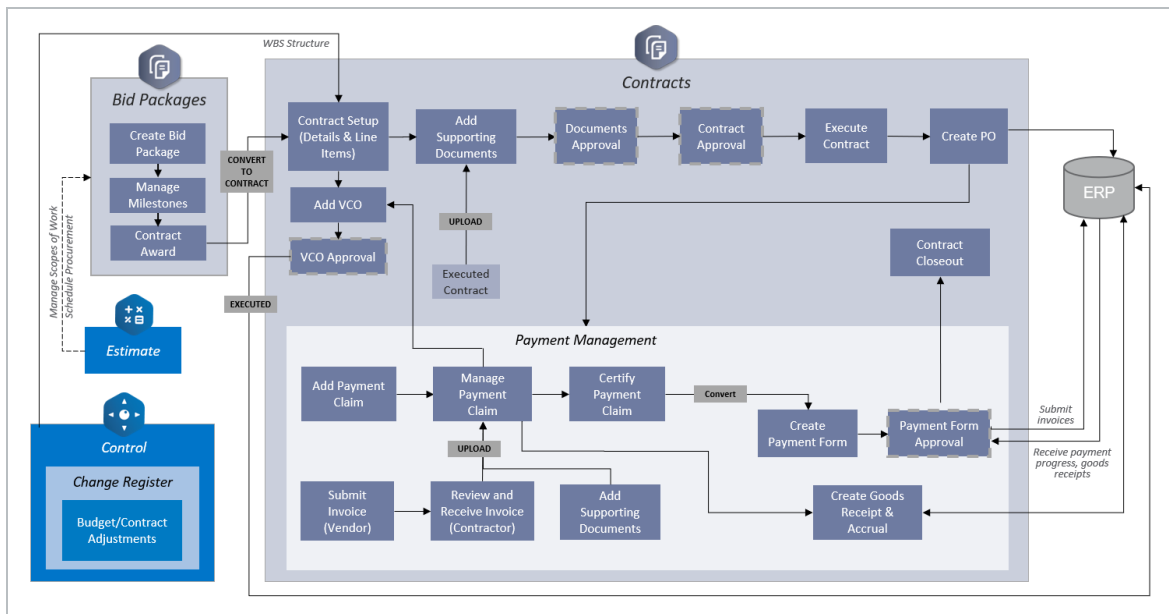 WBS Structure
Contracts
Bid Packages
Create Bid
Package
Manage
Milestones
Contract
Award
CONVERT
TO
CONTRACT
Contract Setup
(Details & Line
Items)
Add
Supporting
Documents
Documents
Approval
Contract
Approval
Execute
Contract
Create PO
ERP
Add VCO
VCO Approval
UPLOAD
Executed
Contract
Contract
Closeout
EXECUTED
Manage Scopes of Work
Schedule Procurement
Estimate
Control
Change Register
Budget/Contract
Adjustments
Payment Management
Add Payment
Claim
Manage
Payment
Claim
Certify
Payment
Claim
Convert
Create
Payment Form
Payment Form
Approval
Submit
invoices
Receive payment
progress, goods
receipts
UPLOAD
Submit
Invoice
(Vendor)
Review and
Receive Invoice
(Contractor)
Add
Supporting
Documents
Create Goods
Receipt &
Accrual